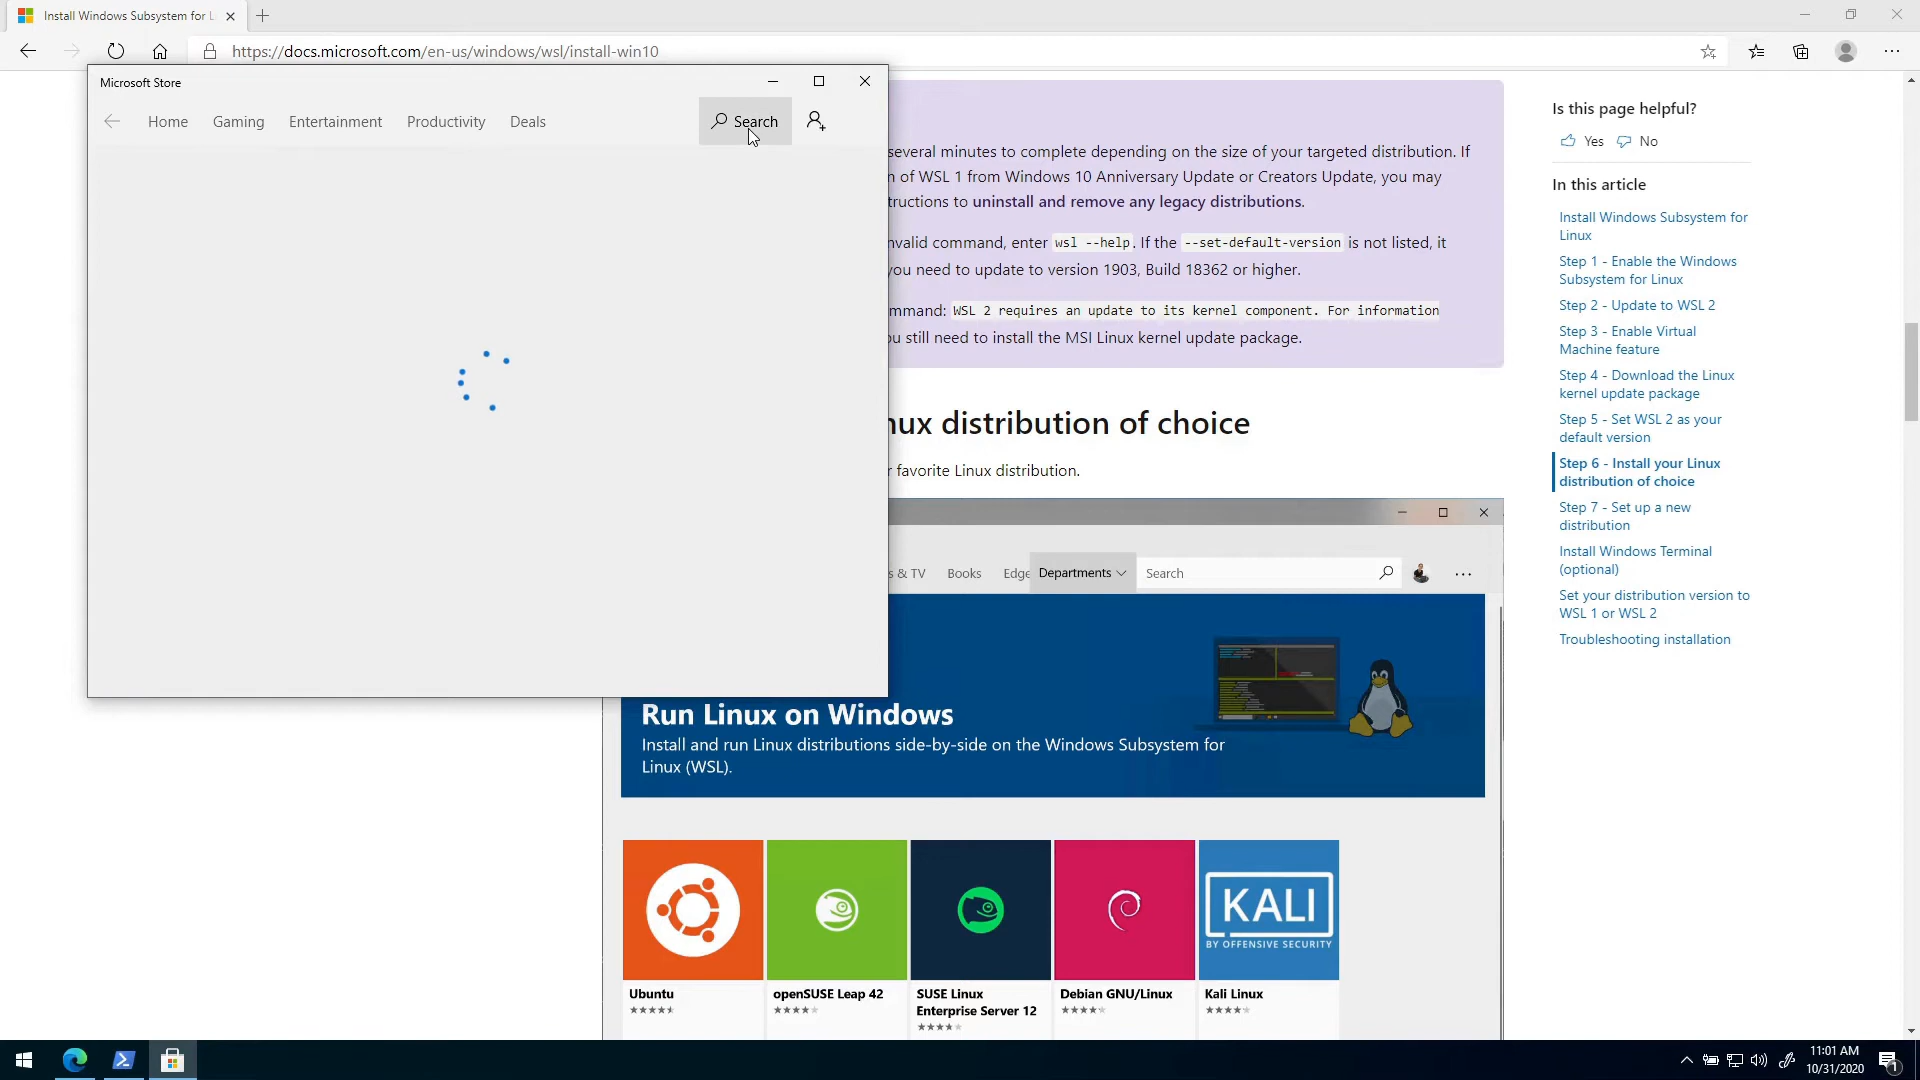 Install Windows Subsystem for L
https://docs.microsoft.com/en-us/windows/wsl/install-win10
Microsoft Store
Home
Gaming
Entertainment
Productivity
Deals
Search
several minutes to complete depending on the size of your targeted distribution. If
n of WSL 1 from Windows 10 Anniversary Update or Creators Update, you may
tructions to uninstall and remove any legacy distributions.
nvalid command, enter wsl --help. If the --set-default-version is not listed, it
you need to update to version 1903, Build 18362 or higher.
mmand: WSL 2 requires an update to its kernel component. For information
u still need to install the MSI Linux kernel update package.
nux distribution of choice
r favorite Linux distribution.
s & TV
Books
Edge
Departments
Search
Run Linux on Windows
Install and run Linux distributions side-by-side on the Windows Subsystem for
Linux (WSL).
KALI
BY OFFENSIVE SECURITY
Ubuntu
openSUSE Leap 42
SUSE Linux
Enterprise Server 12
Debian GNU/Linux
Kali Linux
Is this page helpful?
Yes
No
In this article
Install Windows Subsystem for
Linux
Step 1 - Enable the Windows
Subsystem for Linux
Step 2 - Update to WSL 2
Step 3 - Enable Virtual
Machine feature
Step 4 - Download the Linux
kernel update package
Step 5 - Set WSL 2 as your
default version
Step 6 - Install your Linux
distribution of choice
Step 7 - Set up a new
distribution
Install Windows Terminal
(optional)
Set your distribution version to
WSL 1 or WSL 2
Troubleshooting installation
11:01 AM
10/31/2020
1